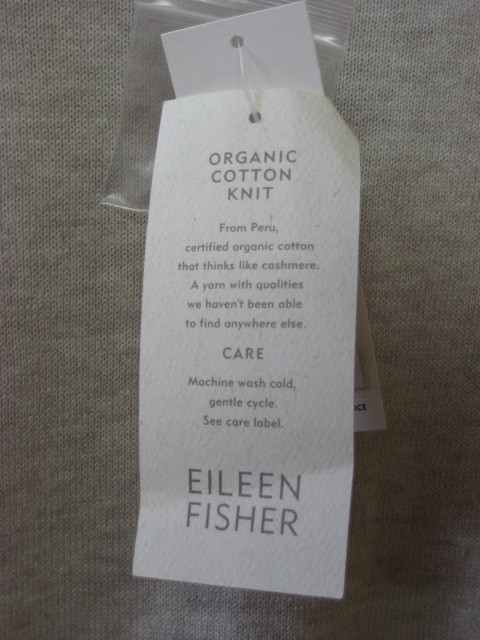 ORGANIC
COTTON
KNIT
From Peru,
certified organic cotton
that thinks like cashmere.
A yarn with qualities
we haven't been able
to find anywhere else.
CARE
Machine wash cold,
gentle cycle.
See care label.
EILEEN
FISHER